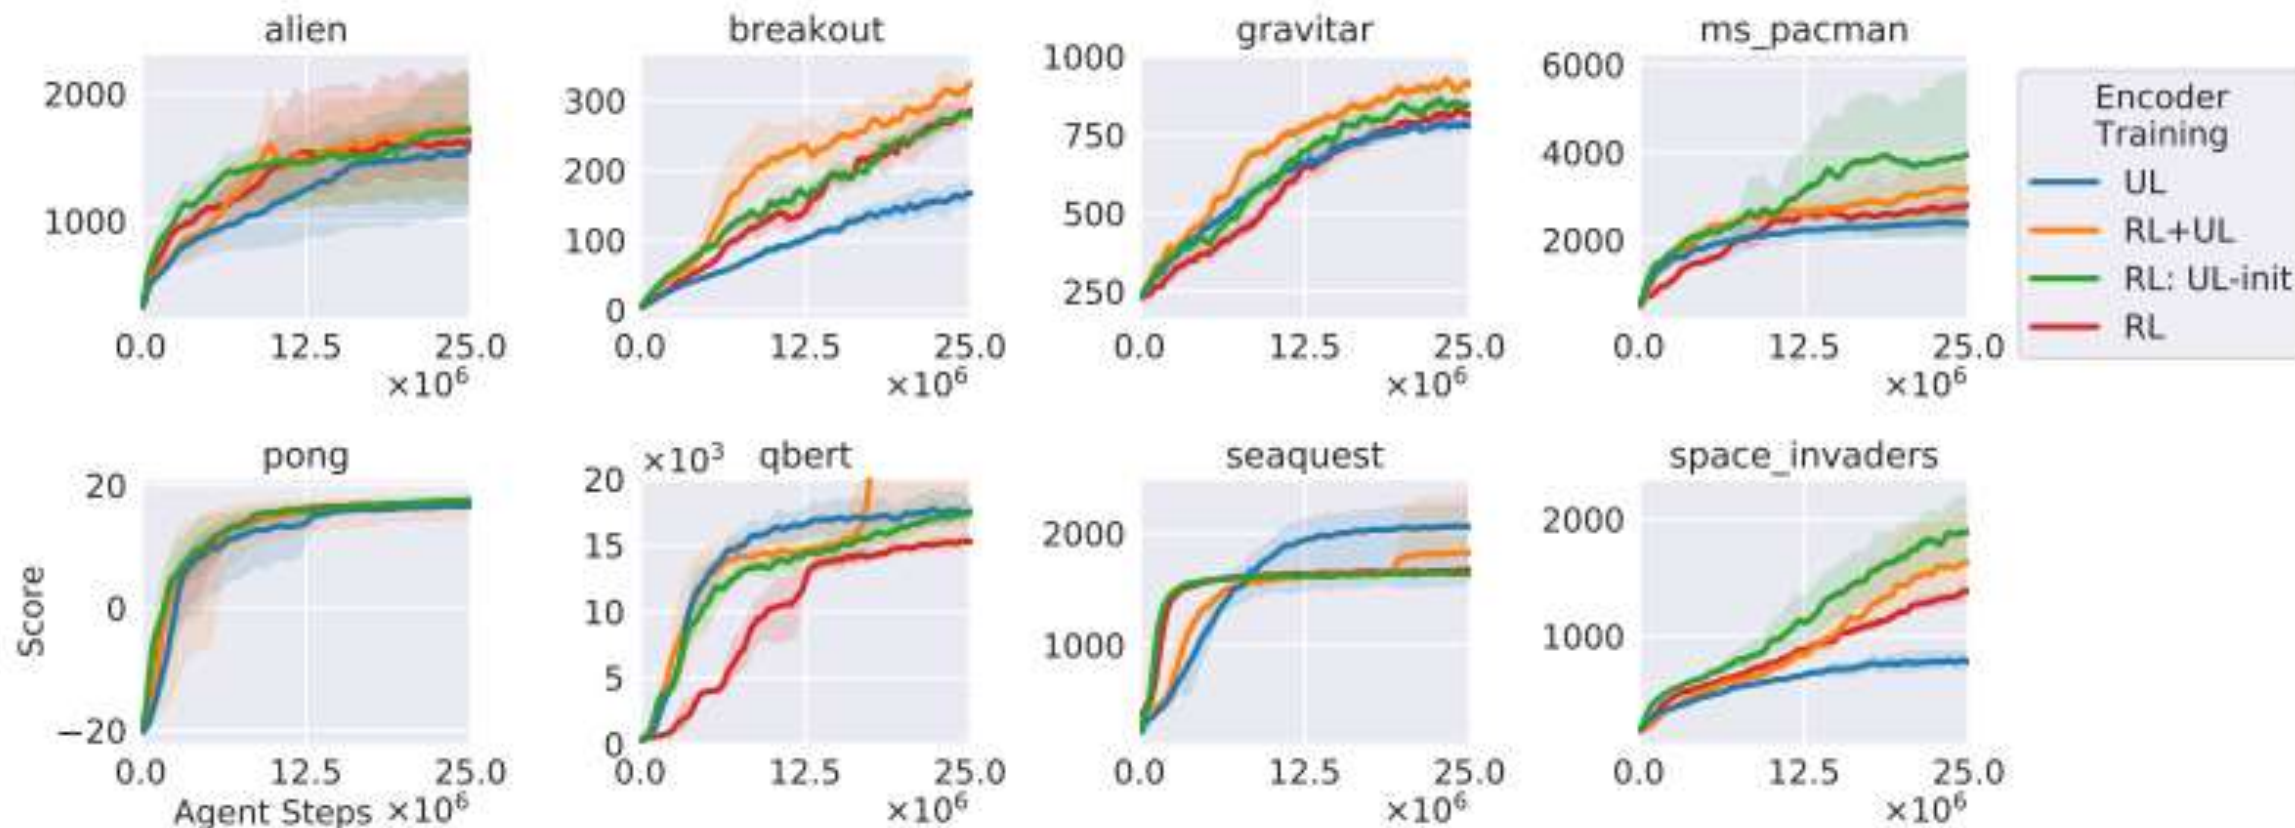 alien
breakout
gravitar
ms_pacman
2000
1000
0.0 12.5 25.0
×10⁶
300
200
100
0
0.0 12.5 25.0
×10⁶
1000
750
500
250
0.0 12.5 25.0
×10⁶
6000
4000
2000
0.0 12.5 25.0
×10⁶
Encoder
Training
UL
RL+UL
RL: UL-init
RL
pong
×10³ qbert
seaquest
space_invaders
Score
20
0
−20
0.0 12.5 25.0
Agent Steps ×10⁶
20
15
10
5
0
0.0 12.5 25.0
×10⁶
2000
1000
0.0 12.5 25.0
×10⁶
2000
1000
0.0 12.5 25.0
×10⁶